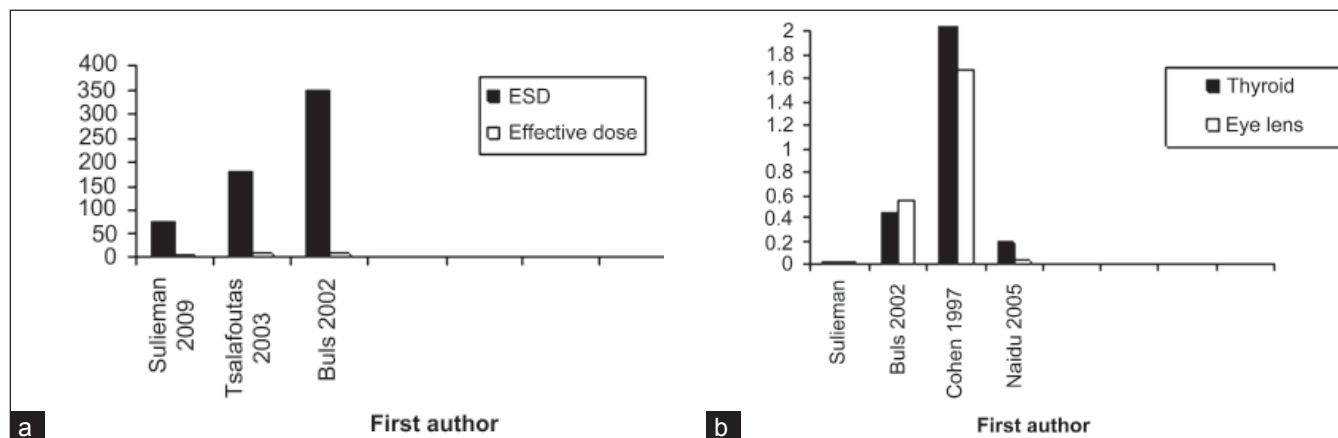 400
350
300
250
200
150
100
50
0
ESD
Effective dose
Sulieman
2009
Tsalafoutas
2003
Buls 2002
First author
a
2
1.8
1.6
1.4
1.2
1
0.8
0.6
0.4
0.2
0
Thyroid
Eye lens
Sulieman
Buls 2002
Cohen 1997
Naidu 2005
First author
b